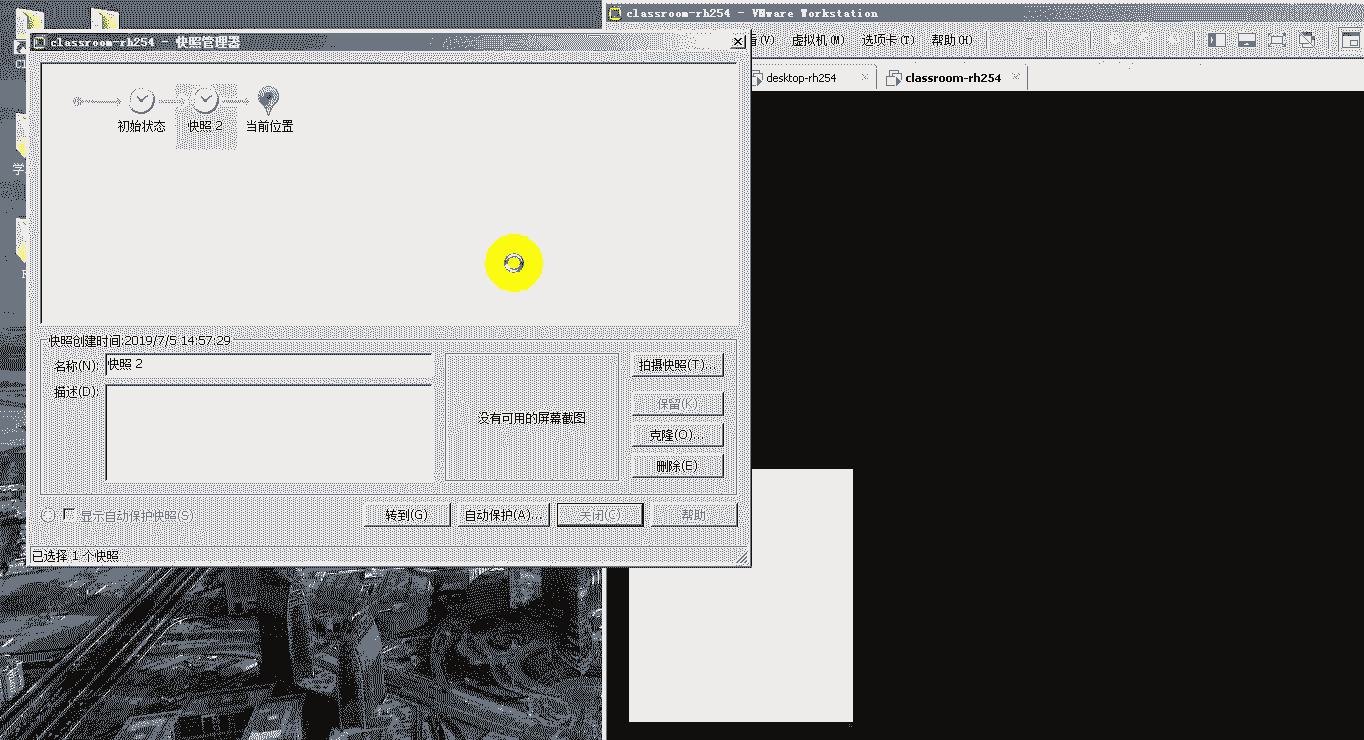 classroom-rh254 - VMware Workstation
classroom-rh254 - 快照管理器
(V) 虚拟机(M) 选项卡(T) 帮助(H)
desktop-rh254
classroom-rh254
初始状态
快照 2
当前位置
学
快照创建时间:2019/7/5 14:57:29
名称(N):
快照 2
拍摄快照(T)...
描述(D):
保留(K)
没有可用的屏幕截图
克隆(O)...
删除(E)
显示自动保护快照(S)
转到(G)
自动保护(A)...
关闭(C)
帮助
已选择 1 个快照